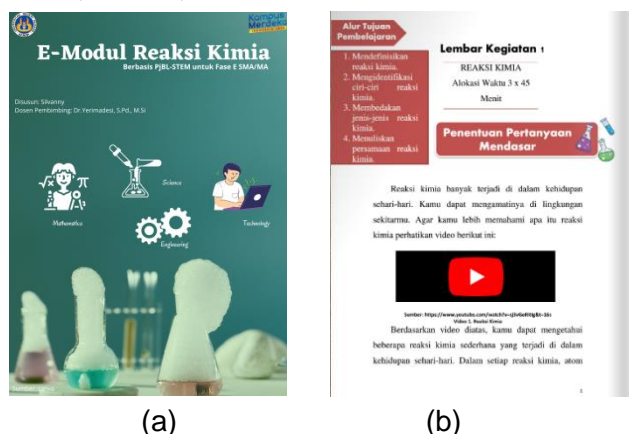 Kampus
Merdeka
E-Modul Reaksi Kimia
Berbasis PjBL-STEM untuk Fase E SMA/MA
Disusun: Silvanny
Dosen Pembimbing: Dr.Yerimadesi, S.Pd., M.Si
Mathematics
Science
Engineering
Technology
(a)
Alur Tujuan
Pembelajaran
1. Mendefinisikan
reaksi kimia.
2. Mengidentifikasi
ciri-ciri reaksi
kimia.
3. Membedakan
jenis-jenis reaksi
kimia.
4. Menuliskan
persamaan reaksi
kimia.
Lembar Kegiatan 1
REAKSI KIMIA
Alokasi Waktu 3 x 45
Menit
Penentuan Pertanyaan
Mendasar
Reaksi kimia banyak terjadi di dalam kehidupan
sehari-hari. Kamu dapat mengamatinya di lingkungan
sekitarmu. Agar kamu lebih memahami apa itu reaksi
kimia perhatikan video berikut ini:
Video 1. Reaksi Kimia
Berdasarkan video diatas, kamu dapat mengetahui
beberapa reaksi kimia sederhana yang terjadi di dalam
kehidupan sehari-hari. Dalam setiap reaksi kimia, atom
(b)